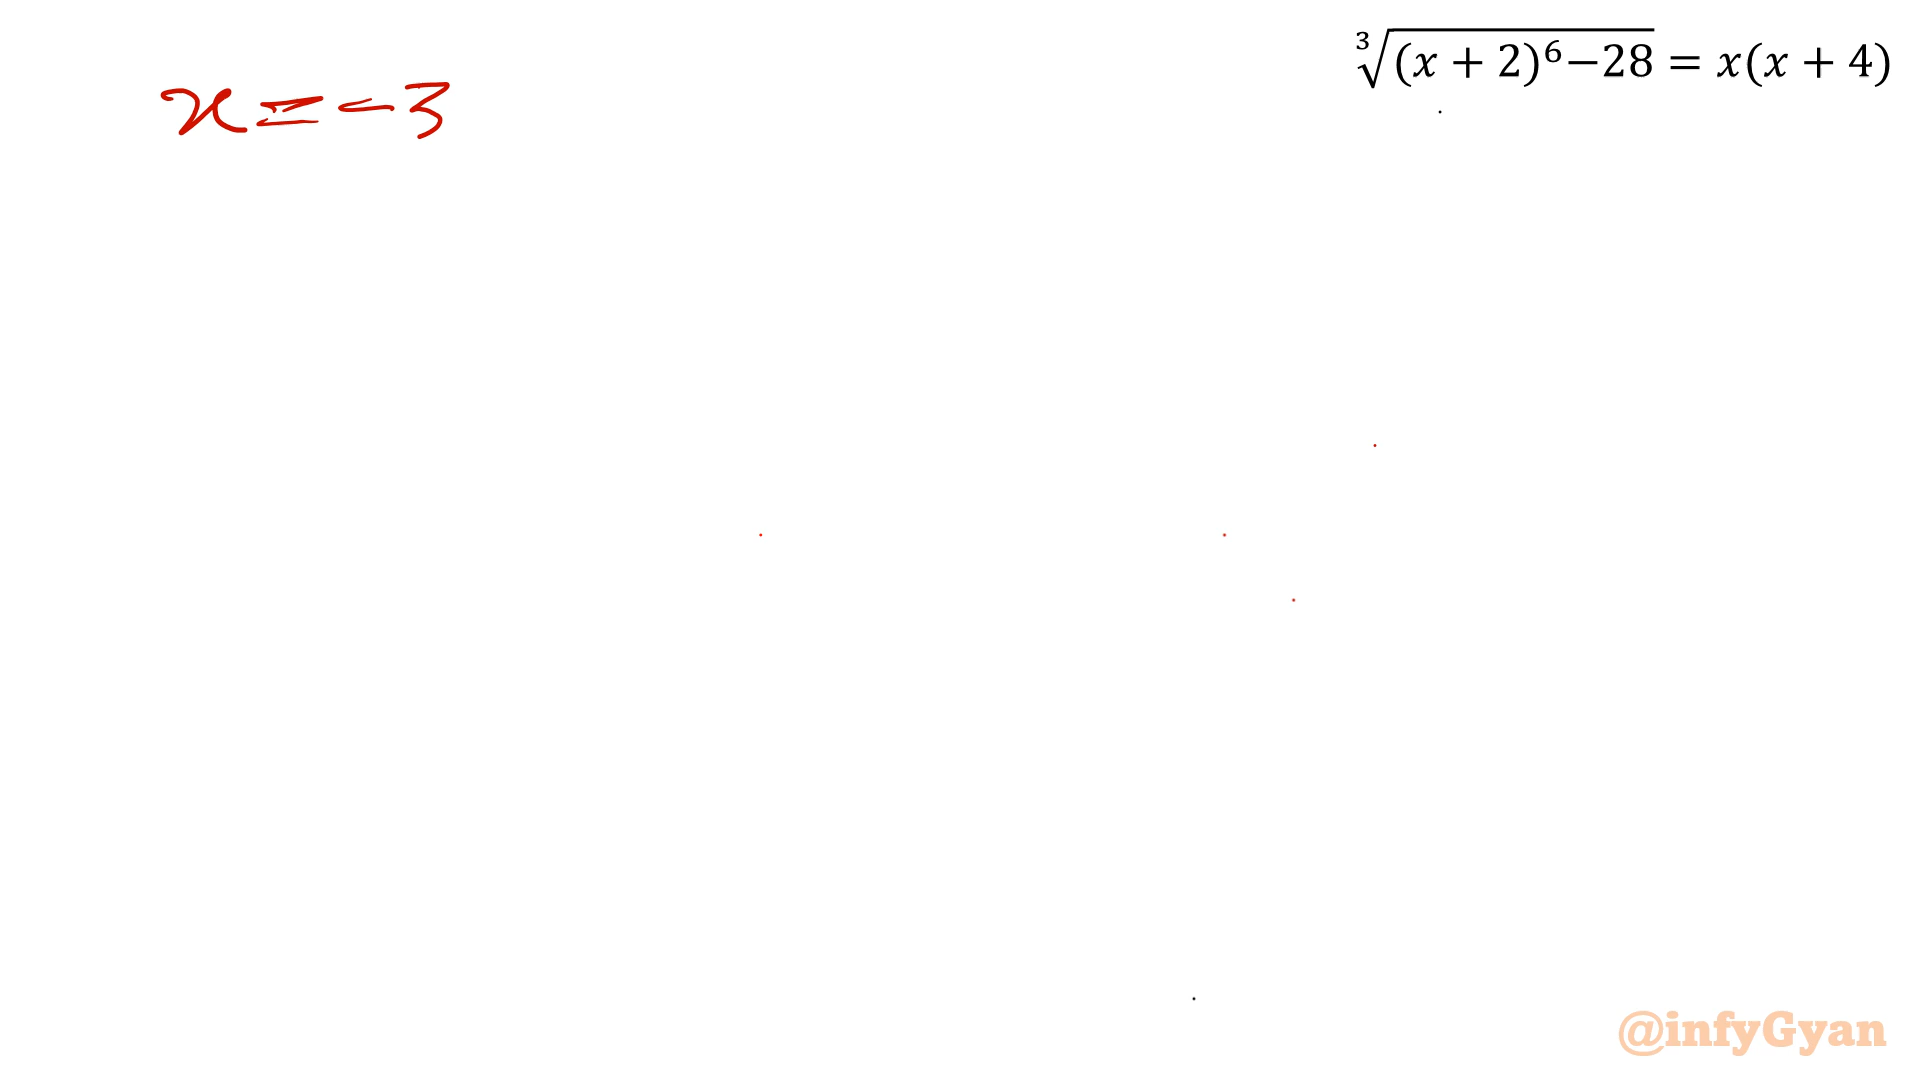 ∛((x + 2)⁶−28) = x(x + 4)
x = -3
@infyGyan